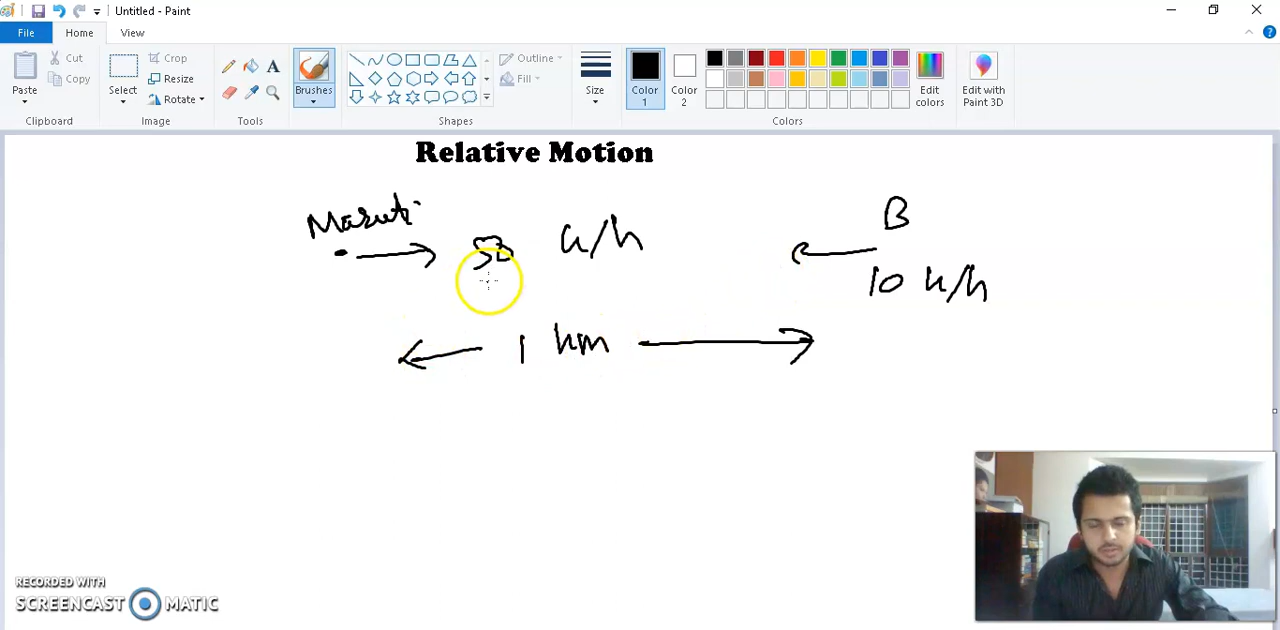 Untitled - Paint
File Home View
Cut
Copy
Paste
Clipboard
Crop
Resize
Rotate
Select
Image
Tools
Brushes
Outline
Fill
Shapes
Size
Color 1
Color 2
Edit colors
Edit with Paint 3D
Colors
Relative Motion
Maruti
50 k/h
B
10 k/h
1 km
RECORDED WITH
SCREENCAST MATIC